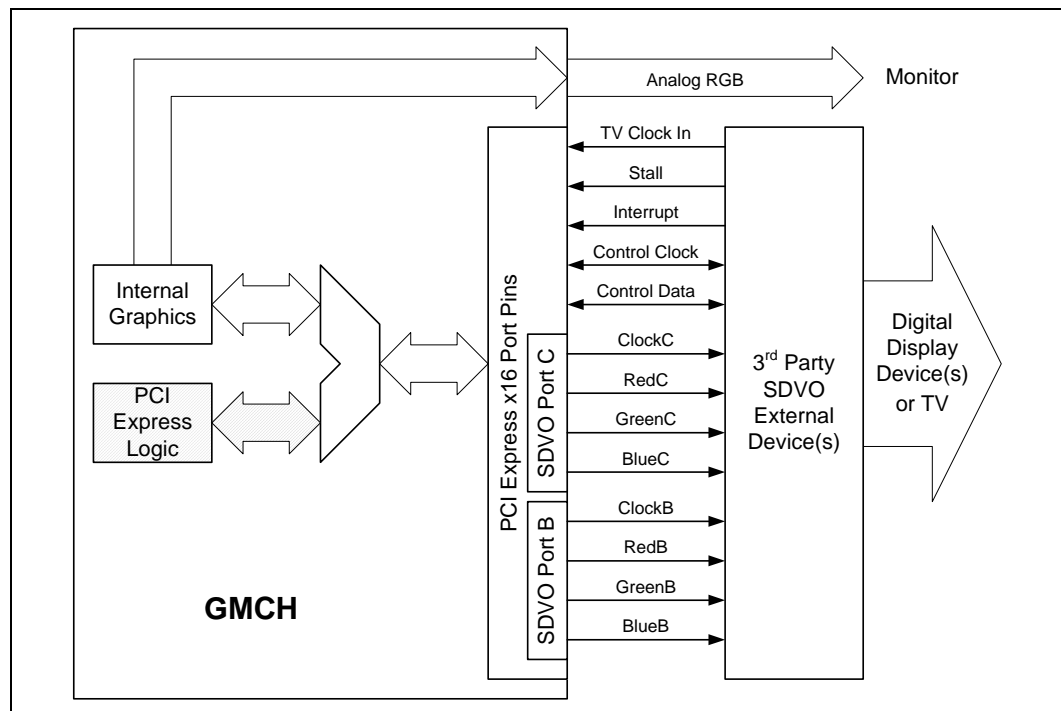 Analog RGB
Monitor
TV Clock In
Stall
Interrupt
Control Clock
Control Data
Internal
Graphics
PCI
Express
Logic
PCI Express x16 Port Pins
SDVO Port C
ClockC
RedC
GreenC
BlueC
SDVO Port B
ClockB
RedB
GreenB
BlueB
3rd Party
SDVO
External
Device(s)
Digital
Display
Device(s)
or TV
GMCH